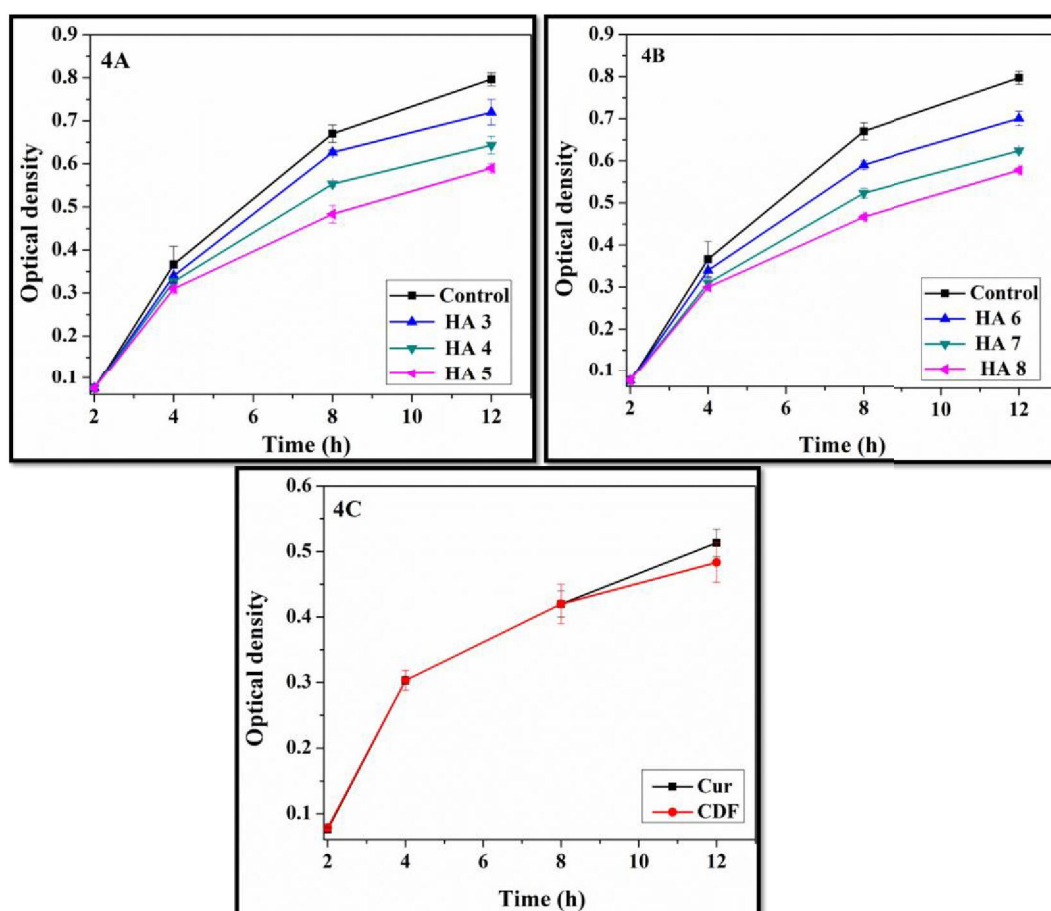 4A
Optical density
0.9
0.8
0.7
0.6
0.5
0.4
0.3
0.2
0.1
Control
HA 3
HA 4
HA 5
2 4 6 8 10 12
Time (h)
4B
Optical density
0.9
0.8
0.7
0.6
0.5
0.4
0.3
0.2
0.1
Control
HA 6
HA 7
HA 8
2 4 6 8 10 12
Time (h)
4C
Optical density
0.6
0.5
0.4
0.3
0.2
0.1
Cur
CDF
2 4 6 8 10 12
Time (h)